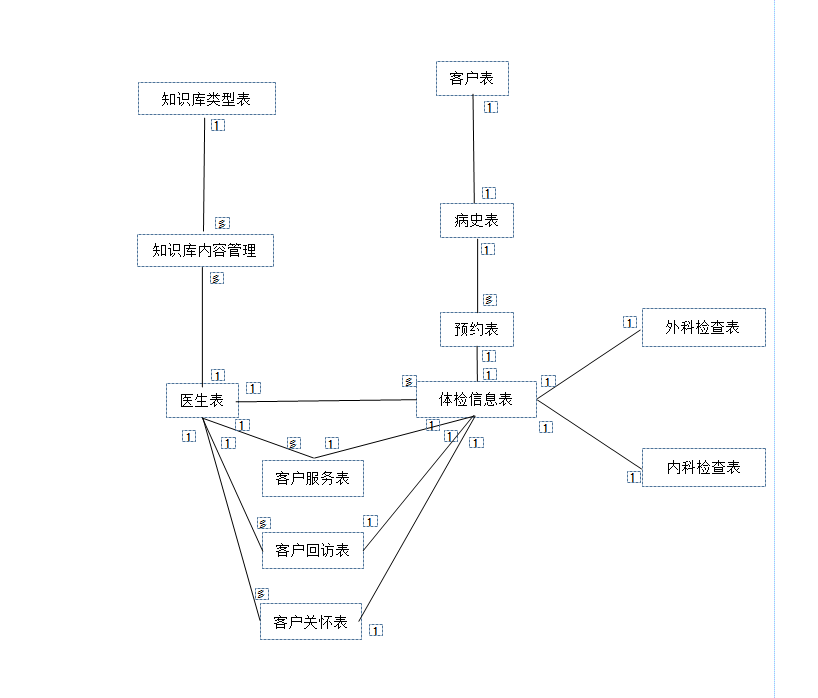 客户表
知识库类型表
1
1
1
病史表
∞
1
知识库内容管理
∞
∞
预约表
1
外科检查表
1
1
1
1
1
∞
医生表
体检信息表
1
1
1
1
1
1
∞
1
内科检查表
1
客户服务表
1
∞
客户回访表
∞
客户关怀表
1